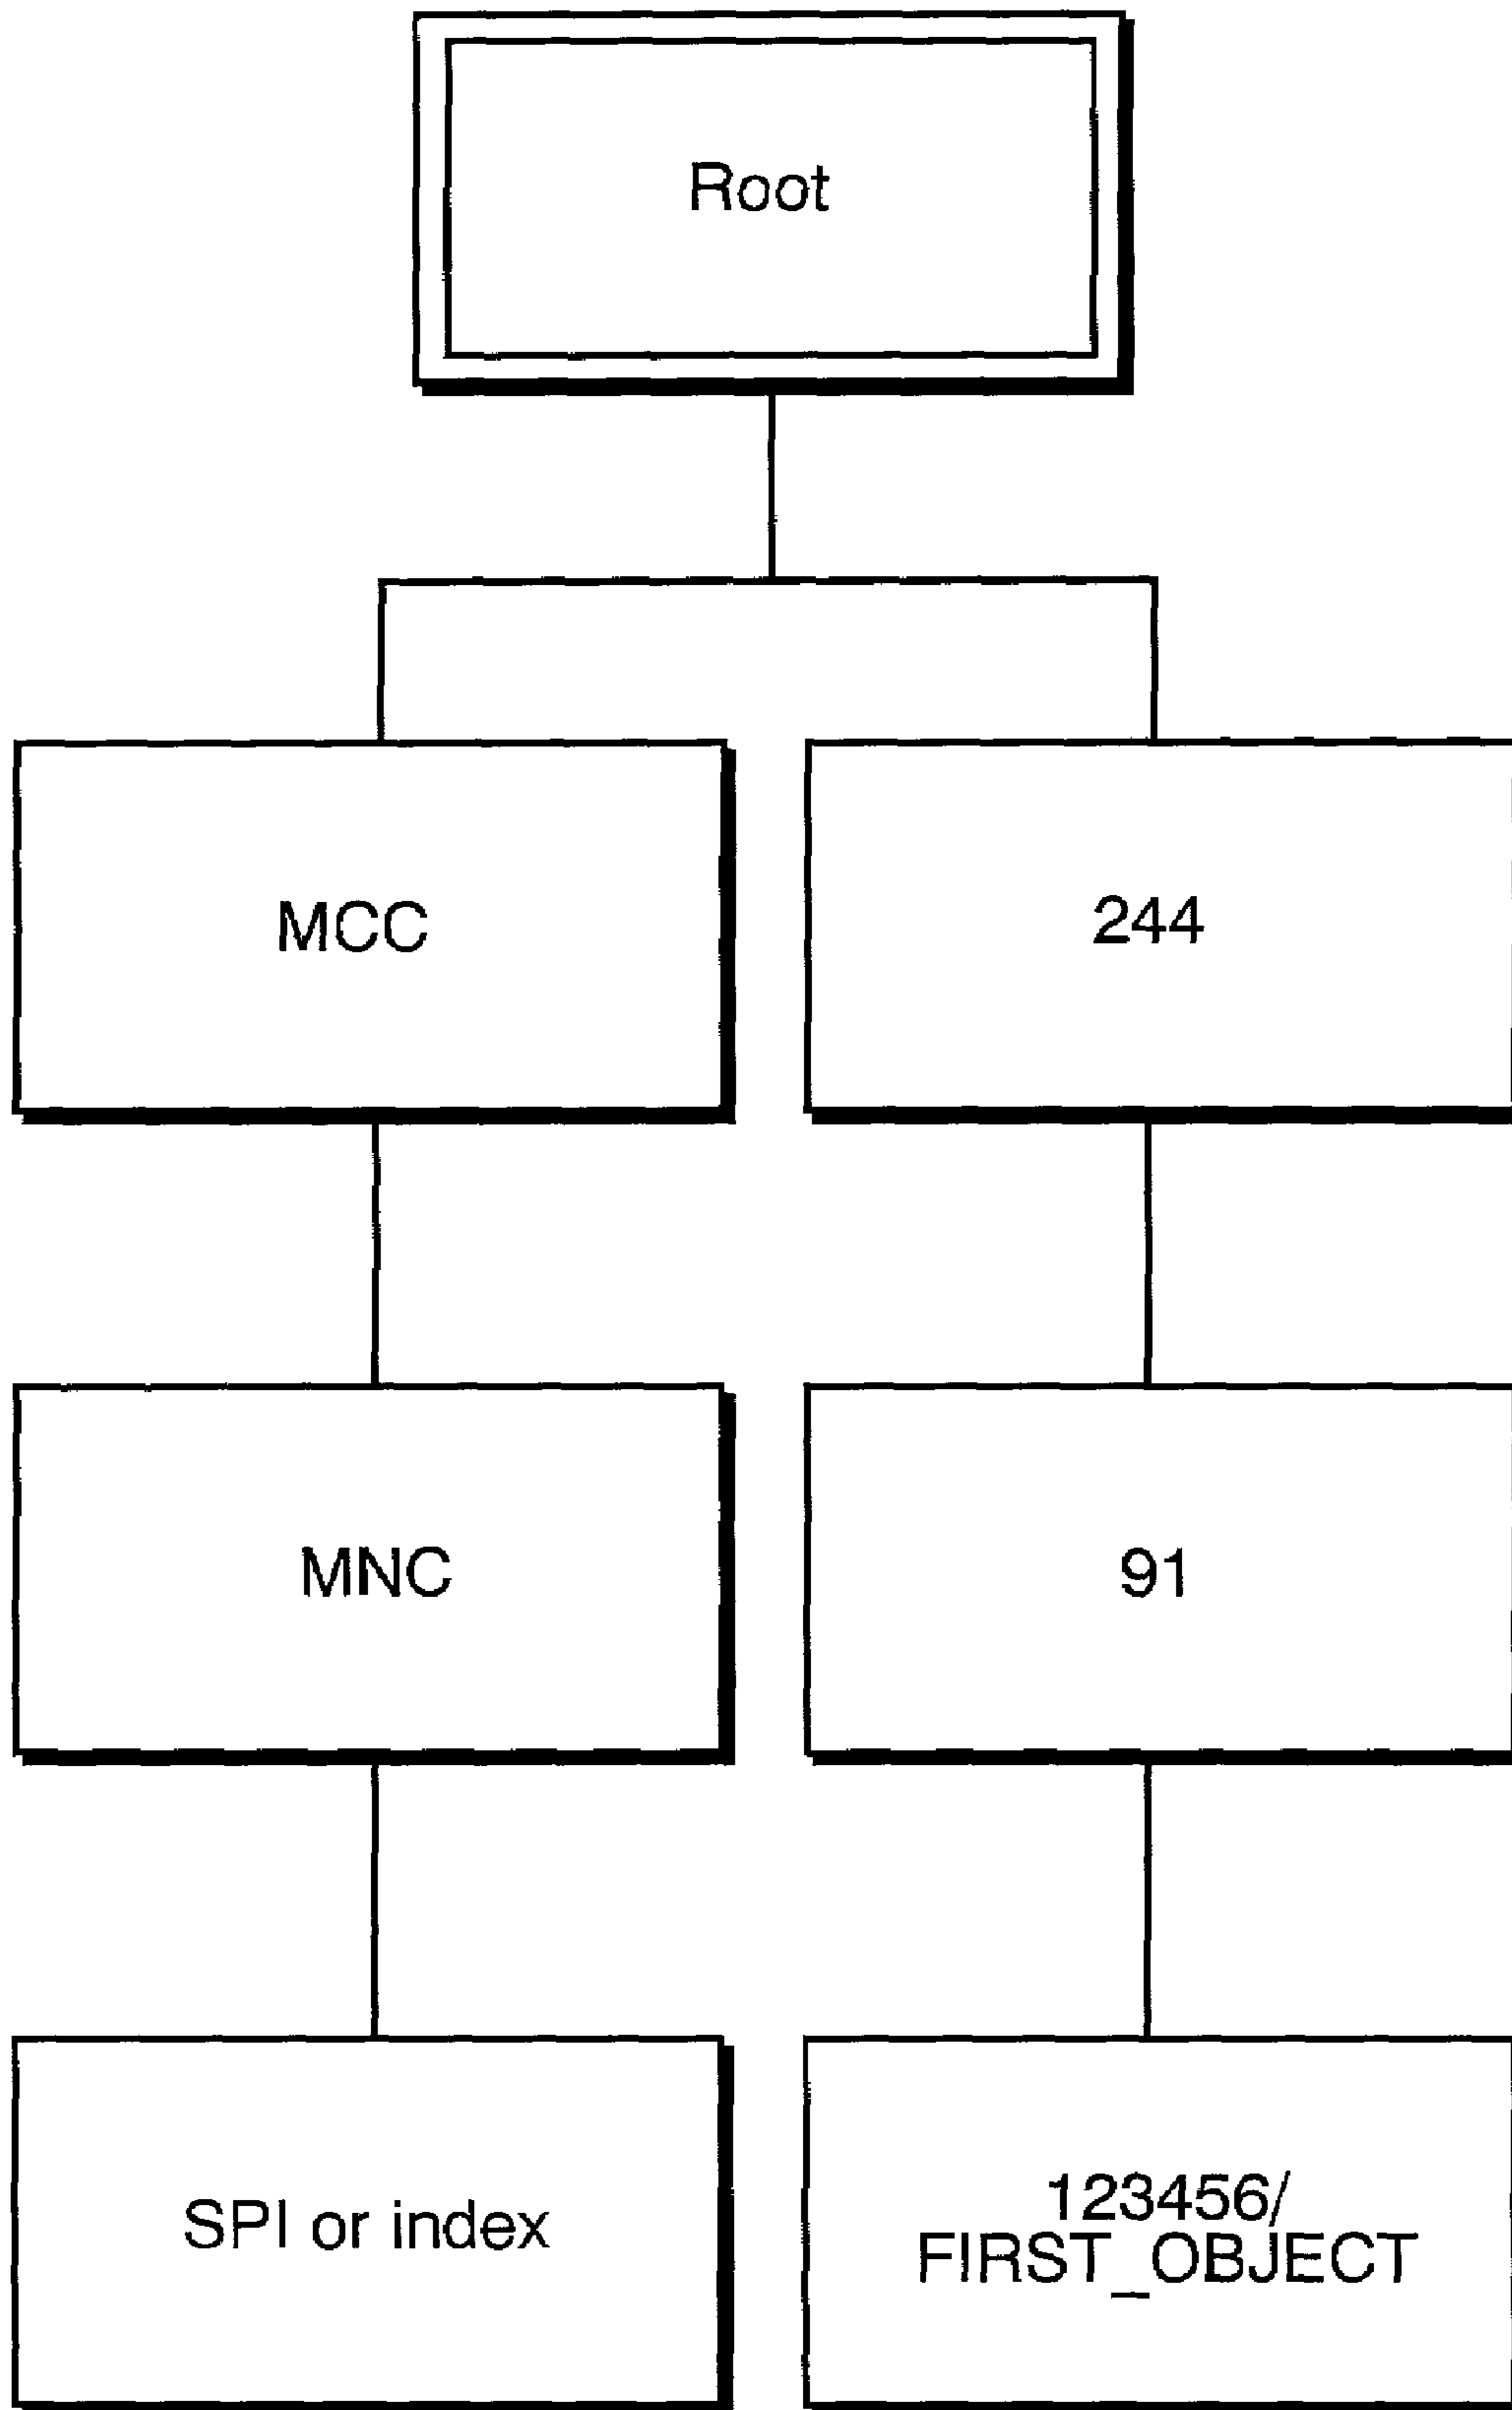 Root
MCC
244
MNC
91
SPI or index
123456/
FIRST_OBJECT